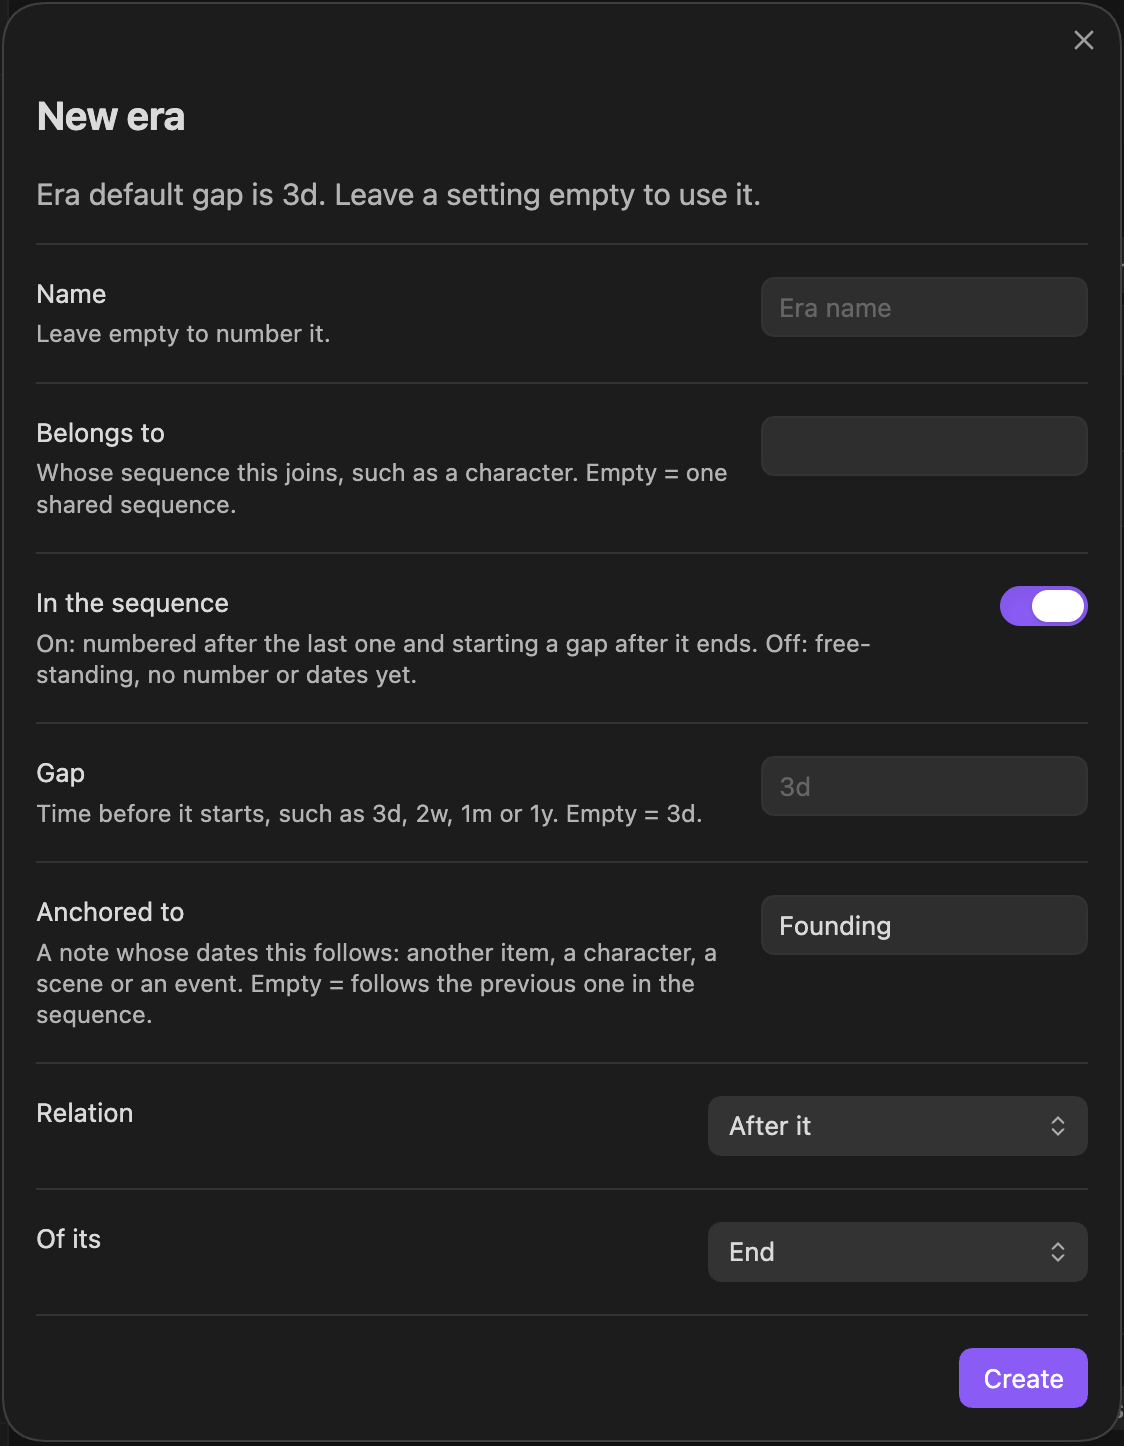 New era
Era default gap is 3d. Leave a setting empty to use it.
Name
Leave empty to number it.
Era name
Belongs to
Whose sequence this joins, such as a character. Empty = one
shared sequence.
In the sequence
On: numbered after the last one and starting a gap after it ends. Off: free-
standing, no number or dates yet.
Gap
Time before it starts, such as 3d, 2w, 1m or 1y. Empty = 3d.
3d
Anchored to
A note whose dates this follows: another item, a character, a
scene or an event. Empty = follows the previous one in the
sequence.
Founding
Relation
After it
Of its
End
Create